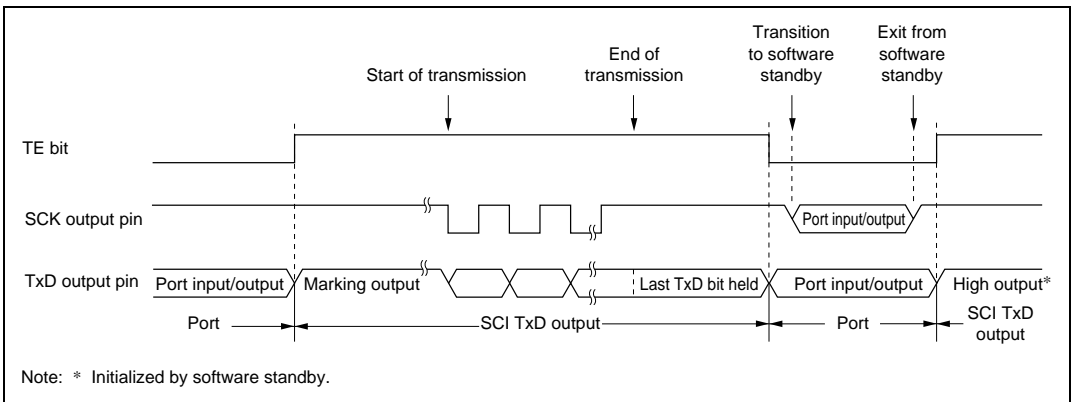 Transition
to software
standby
Exit from
software
standby
End of
transmission
Start of transmission
TE bit
SCK output pin
Port input/output
TxD output pin
Port input/output
Marking output
Last TxD bit held
Port input/output
High output*
Port
SCI TxD output
Port
SCI TxD
output
Note: * Initialized by software standby.